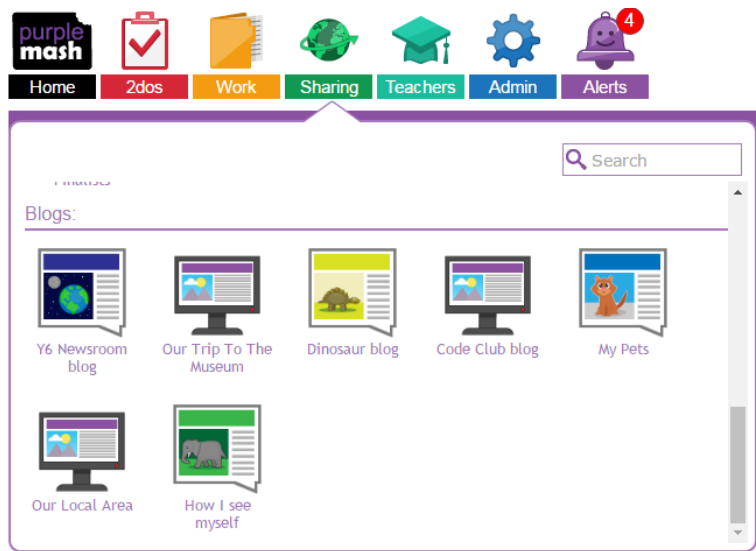 purple
mash
4
Home 2dos Work Sharing Teachers Admin Alerts
Search
Finalises
Blogs:
Y6 Newsroom
blog
Our Trip To The
Museum
Dinosaur blog
Code Club blog
My Pets
Our Local Area
How I see
myself